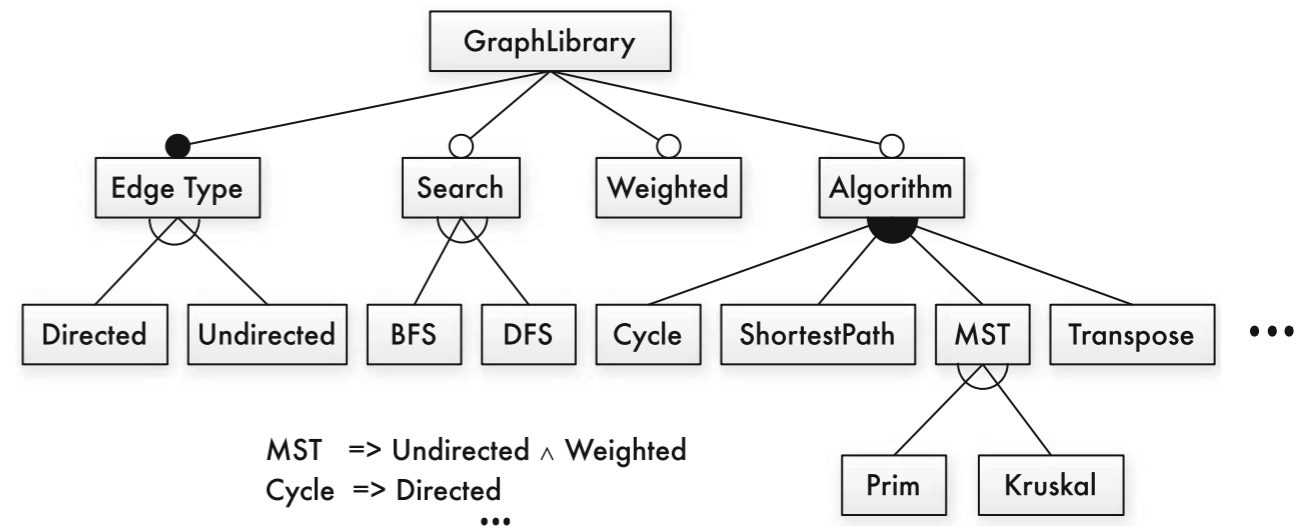 GraphLibrary
Edge Type Search Weighted Algorithm
Directed Undirected BFS DFS Cycle ShortestPath MST Transpose •••
MST => Undirected ∧ Weighted
Cycle => Directed
•••
Prim Kruskal